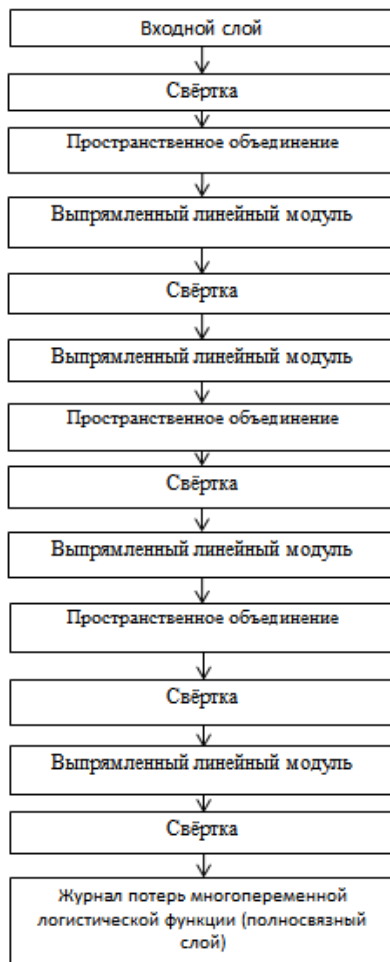 Входной слой
Свёртка
Пространственное объединение
Выпрямленный линейный модуль
Свёртка
Выпрямленный линейный модуль
Пространственное объединение
Свёртка
Выпрямленный линейный модуль
Пространственное объединение
Свёртка
Выпрямленный линейный модуль
Свёртка
Журнал потерь многопеременной
логистической функции (полносвязный
слой)